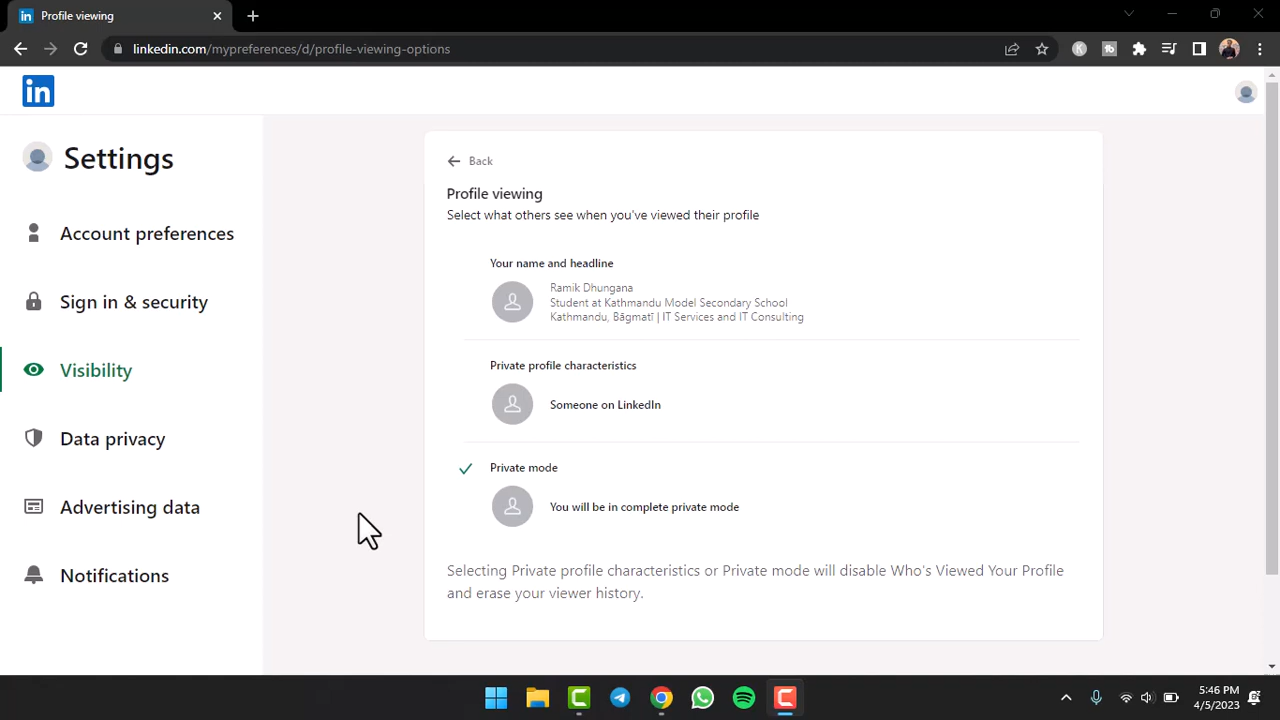 in Profile viewing
linkedin.com/mypreferences/d/profile-viewing-options
in
Settings
Account preferences
Sign in & security
Visibility
Data privacy
Advertising data
Notifications
Back
Profile viewing
Select what others see when you've viewed their profile
Your name and headline
Ramik Dhungana
Student at Kathmandu Model Secondary School
Kathmandu, Bāgmatī | IT Services and IT Consulting
Private profile characteristics
Someone on LinkedIn
Private mode
You will be in complete private mode
Selecting Private profile characteristics or Private mode will disable Who's Viewed Your Profile
and erase your viewer history.
5:46 PM
4/5/2023